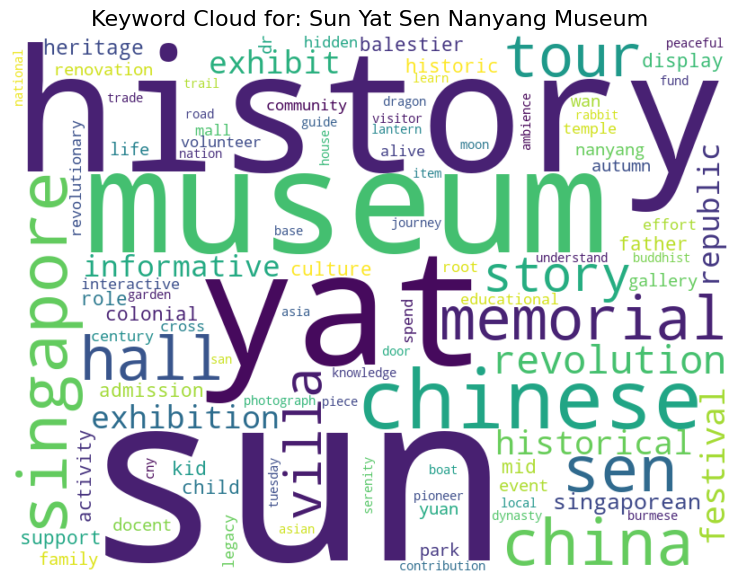 Keyword Cloud for: Sun Yat Sen Nanyang Museum
heritage
dr
hidden
balestier
peaceful
national
renovation
exhibit
historic
tour
display
trade
trail
learn
fund
history
community
dragon
wan
ambience
road
guide
visitor
rabbit
mall
lantern
temple
revolutionary
life
volunteer
house
alive
moon
nanyang
nation
item
autumn
singapore
museum
republic
base
journey
effort
father
understand
buddhist
informative
culture
root
story
gallery
interactive
educational
role
garden
asia
yat
spend
memorial
colonial
century
cross
door
hall
san
knowledge
revolution
admission
villa
photograph
piece
chinese
exhibition
festival
activity
historical
kid
cny
tuesday
sun
serenity
boat
mid
sen
child
event
pioneer
singaporean
docent
legacy
yuan
local
dynasty
burmese
support
asian
china
family
park
contribution